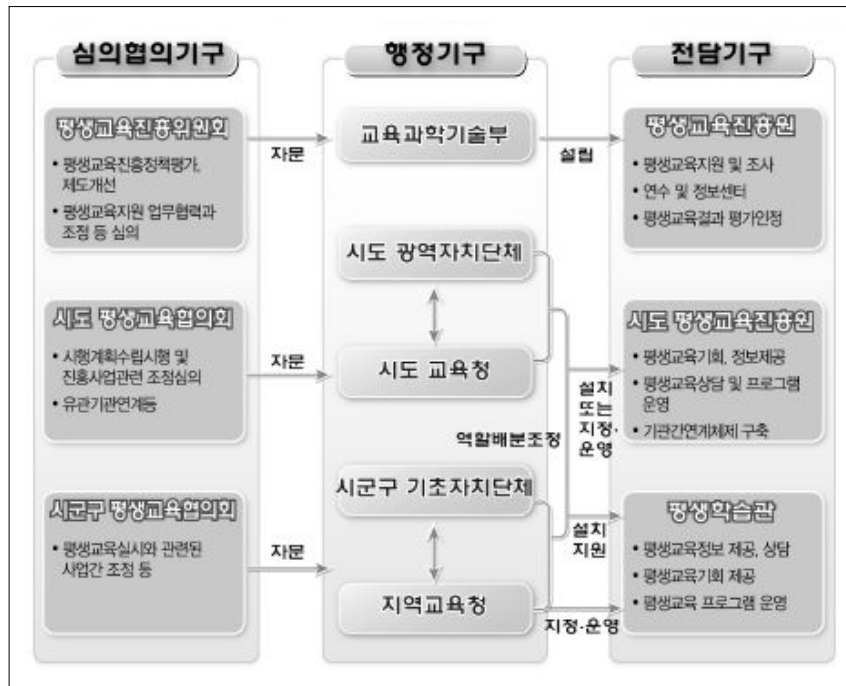 심의협의기구
행정기구
전담기구
평생교육진흥위원회
• 평생교육진흥정책평가,
제도개선
• 평생교육지원 업무협력과
조정 등 심의
자문
교육과학기술부
설립
평생교육진흥원
• 평생교육지원 및 조사
• 연수 및 정보센터
• 평생교육결과 평가인정
시도 광역자치단체
시도 평생교육협의회
• 시행계획수립시행 및
진흥사업관련 조정심의
• 유관기관연계등
자문
시도 교육청
설치
또는
지정·
운영
시도 평생교육진흥원
• 평생교육기회, 정보제공
• 평생교육상담 및 프로그램
운영
• 기관간연계체제 구축
역할배분조정
시군구 평생교육협의회
• 평생교육실시와 관련된
사업간 조정 등
자문
시군구 기초자치단체
지역교육청
설치
지원
지정·운영
평생학습관
• 평생교육정보 제공, 상담
• 평생교육기회 제공
• 평생교육 프로그램 운영